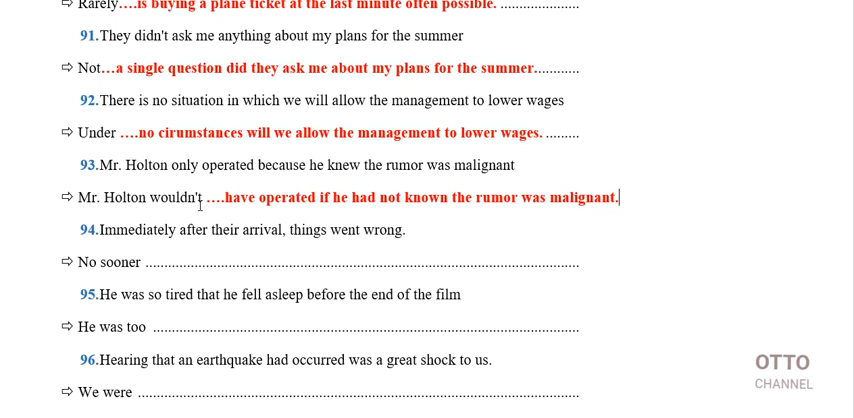 ⇨ Rarely….is buying a plane ticket at the last minute often possible. .....................
91.They didn't ask me anything about my plans for the summer
⇨ Not…a single question did they ask me about my plans for the summer............
92.There is no situation in which we will allow the management to lower wages
⇨ Under ….no cirumstances will we allow the management to lower wages. .........
93.Mr. Holton only operated because he knew the rumor was malignant
⇨ Mr. Holton wouldn't ….have operated if he had not known the rumor was malignant.
94.Immediately after their arrival, things went wrong.
⇨ No sooner ....................................................................................................................
95.He was so tired that he fell asleep before the end of the film
⇨ He was too ..................................................................................................................
96.Hearing that an earthquake had occurred was a great shock to us.
⇨ We were ......................................................................................................................
OTTO
CHANNEL